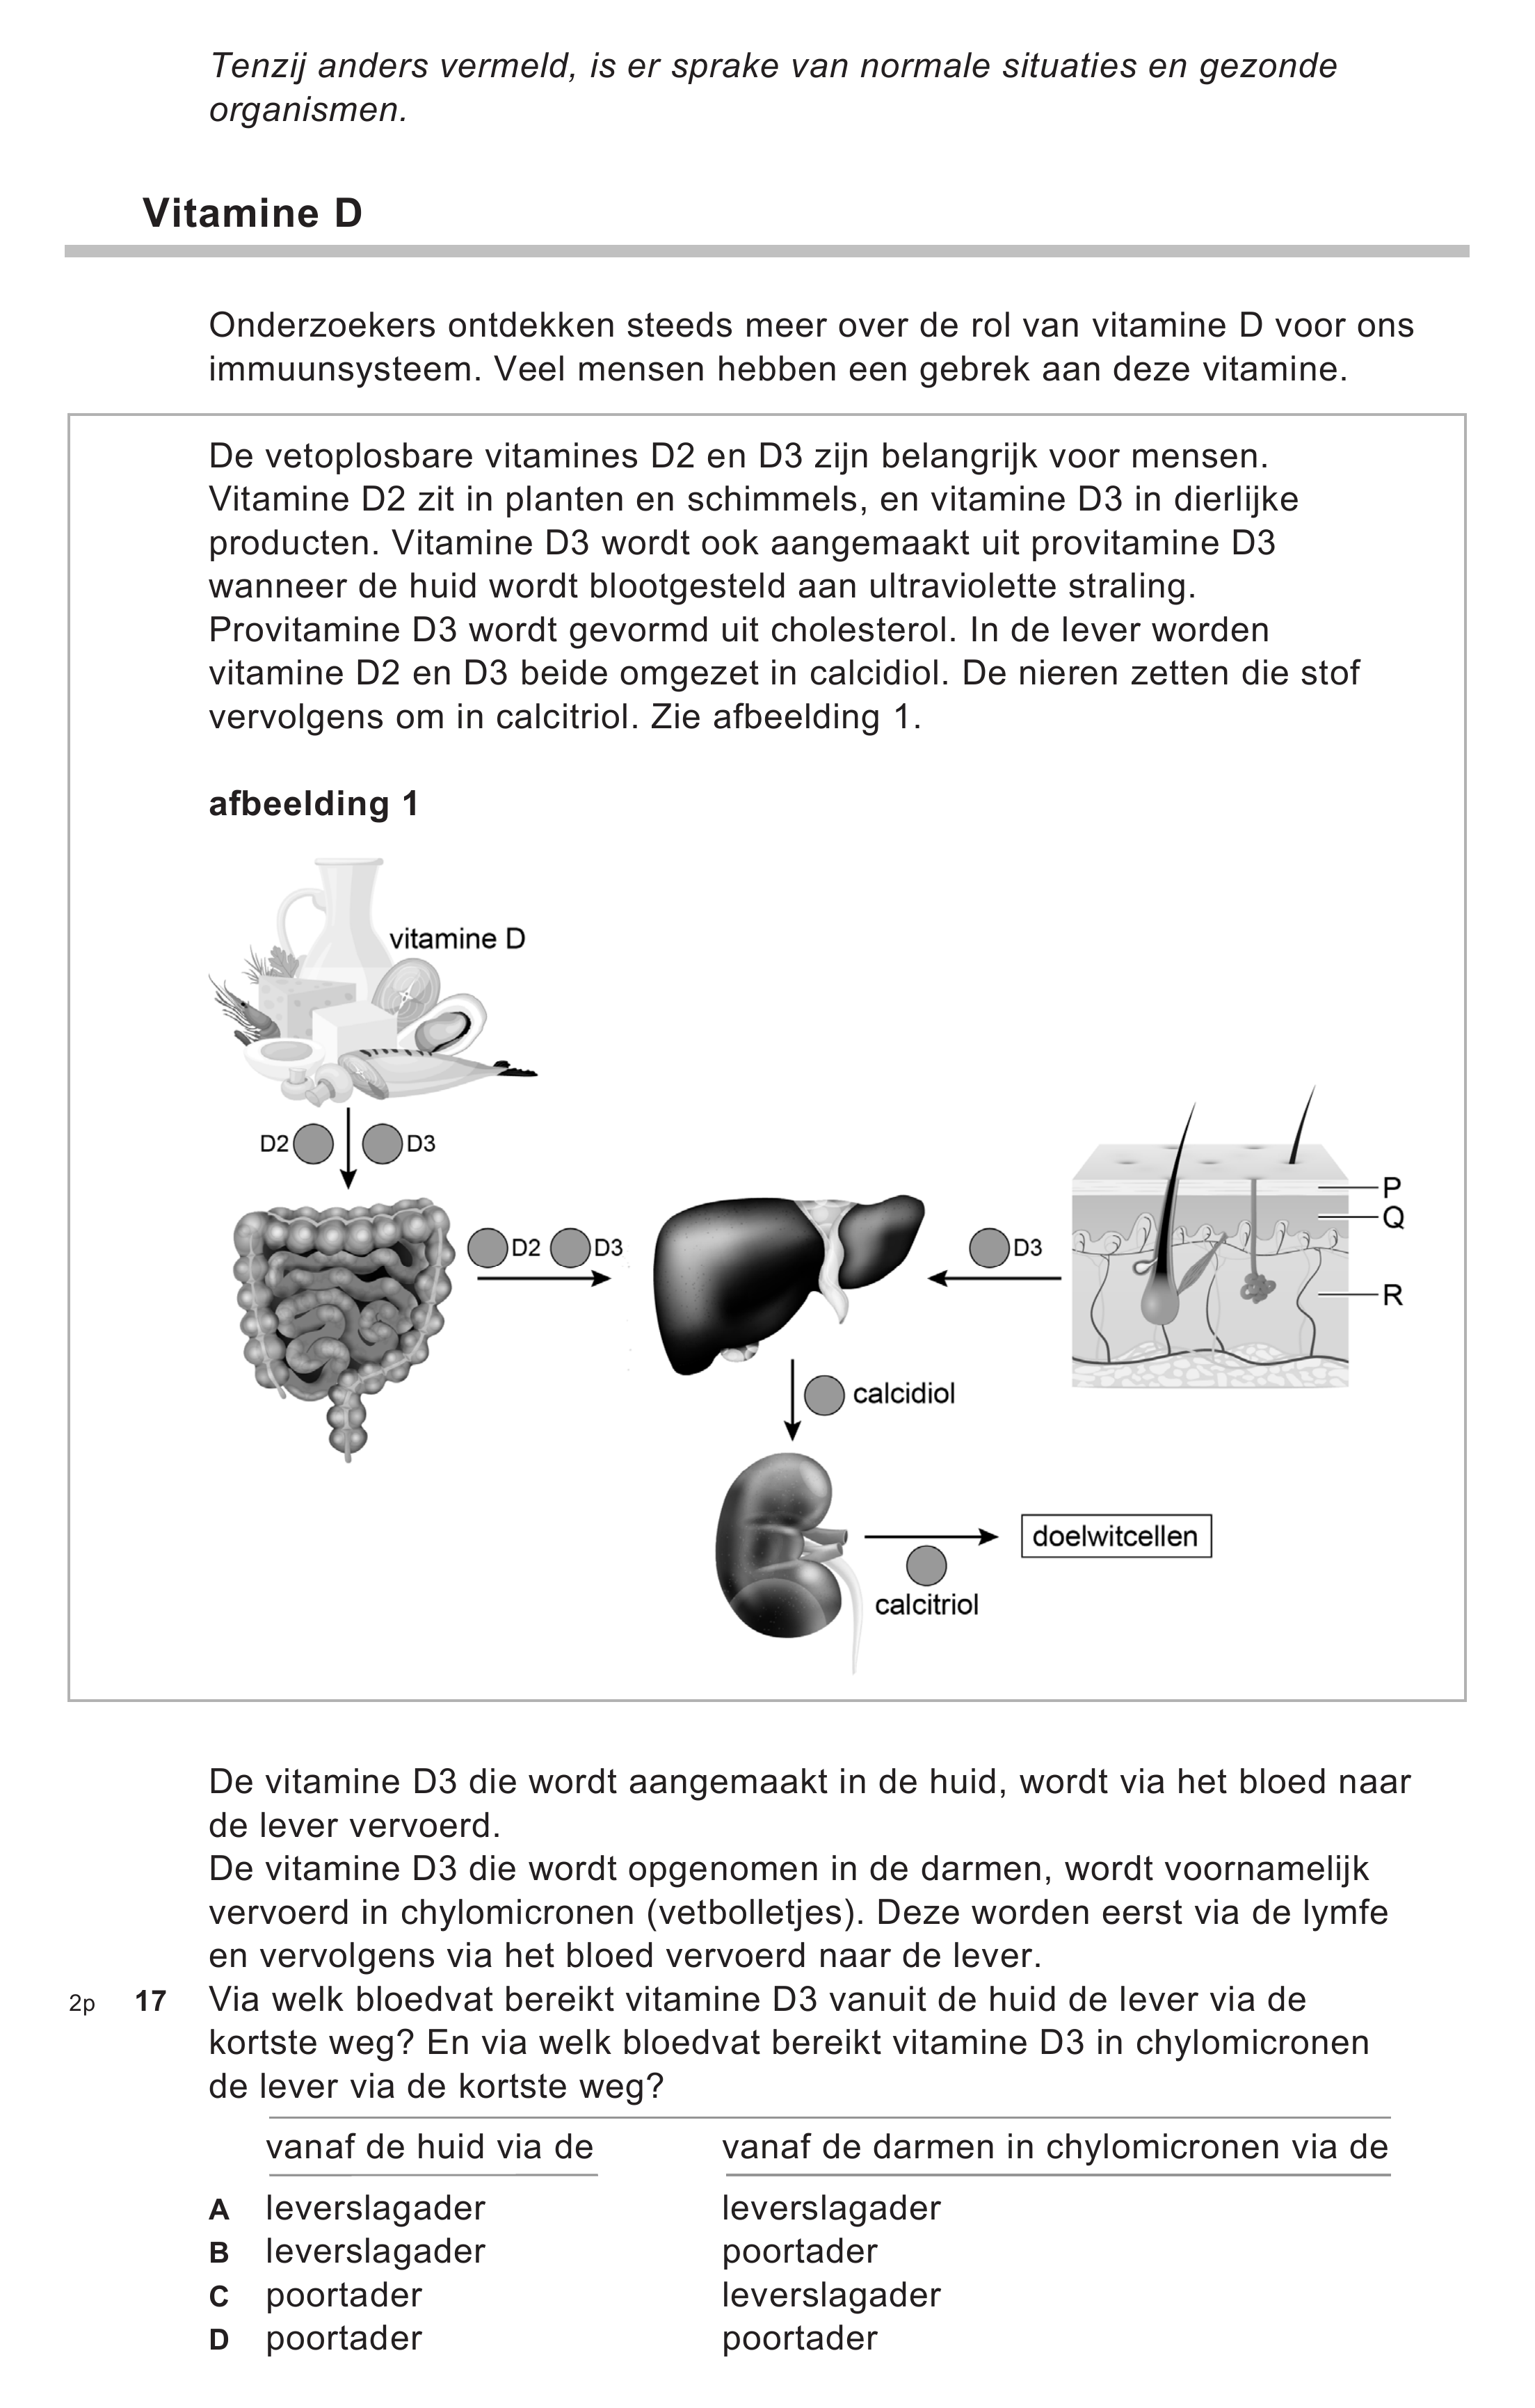 Tenzij anders vermeld, is er sprake van normale situaties en gezonde
organismen.
Vitamine D
Onderzoekers ontdekken steeds meer over de rol van vitamine D voor ons
immuunsysteem. Veel mensen hebben een gebrek aan deze vitamine.
De vetoplosbare vitamines D2 en D3 zijn belangrijk voor mensen.
Vitamine D2 zit in planten en schimmels, en vitamine D3 in dierlijke
producten. Vitamine D3 wordt ook aangemaakt uit provitamine D3
wanneer de huid wordt blootgesteld aan ultraviolette straling.
Provitamine D3 wordt gevormd uit cholesterol. In de lever worden
vitamine D2 en D3 beide omgezet in calcidiol. De nieren zetten die stof
vervolgens om in calcitriol. Zie afbeelding 1.
afbeelding 1
vitamine D
D2 D3
P
Q
D2 D3 D3
R
calcidiol
doelwitcellen
calcitriol
De vitamine D3 die wordt aangemaakt in de huid, wordt via het bloed naar
de lever vervoerd.
De vitamine D3 die wordt opgenomen in de darmen, wordt voornamelijk
vervoerd in chylomicronen (vetbolletjes). Deze worden eerst via de lymfe
en vervolgens via het bloed vervoerd naar de lever.
2p 17 Via welk bloedvat bereikt vitamine D3 vanuit de huid de lever via de
kortste weg? En via welk bloedvat bereikt vitamine D3 in chylomicronen
de lever via de kortste weg?
vanaf de huid via de vanaf de darmen in chylomicronen via de
A leverslagader leverslagader
B leverslagader poortader
C poortader leverslagader
D poortader poortader